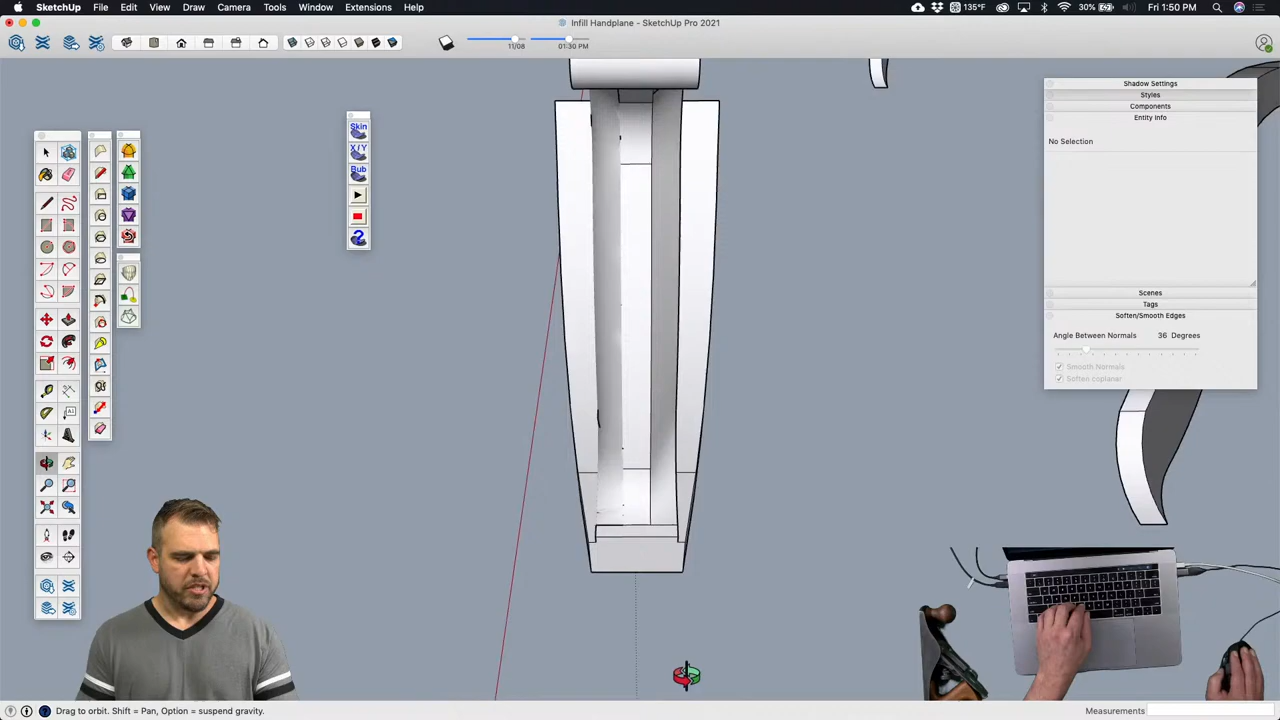 SketchUp File Edit View Camera Draw Tools Window Extensions Help 135°F 30% Fri 1:50 PM
Infill Handplane - SketchUp Pro 2021
11/08 01:30 PM
Shadow Settings
Styles
Components
Entity Info
No Selection
Skin
X/Y
Bub
?
A1
Scenes
Tags
Soften/Smooth Edges
Angle Between Normals 36 Degrees
Smooth Normals
Soften coplanar
Drag to orbit. Shift = Pan, Option = suspend gravity.
Measurements